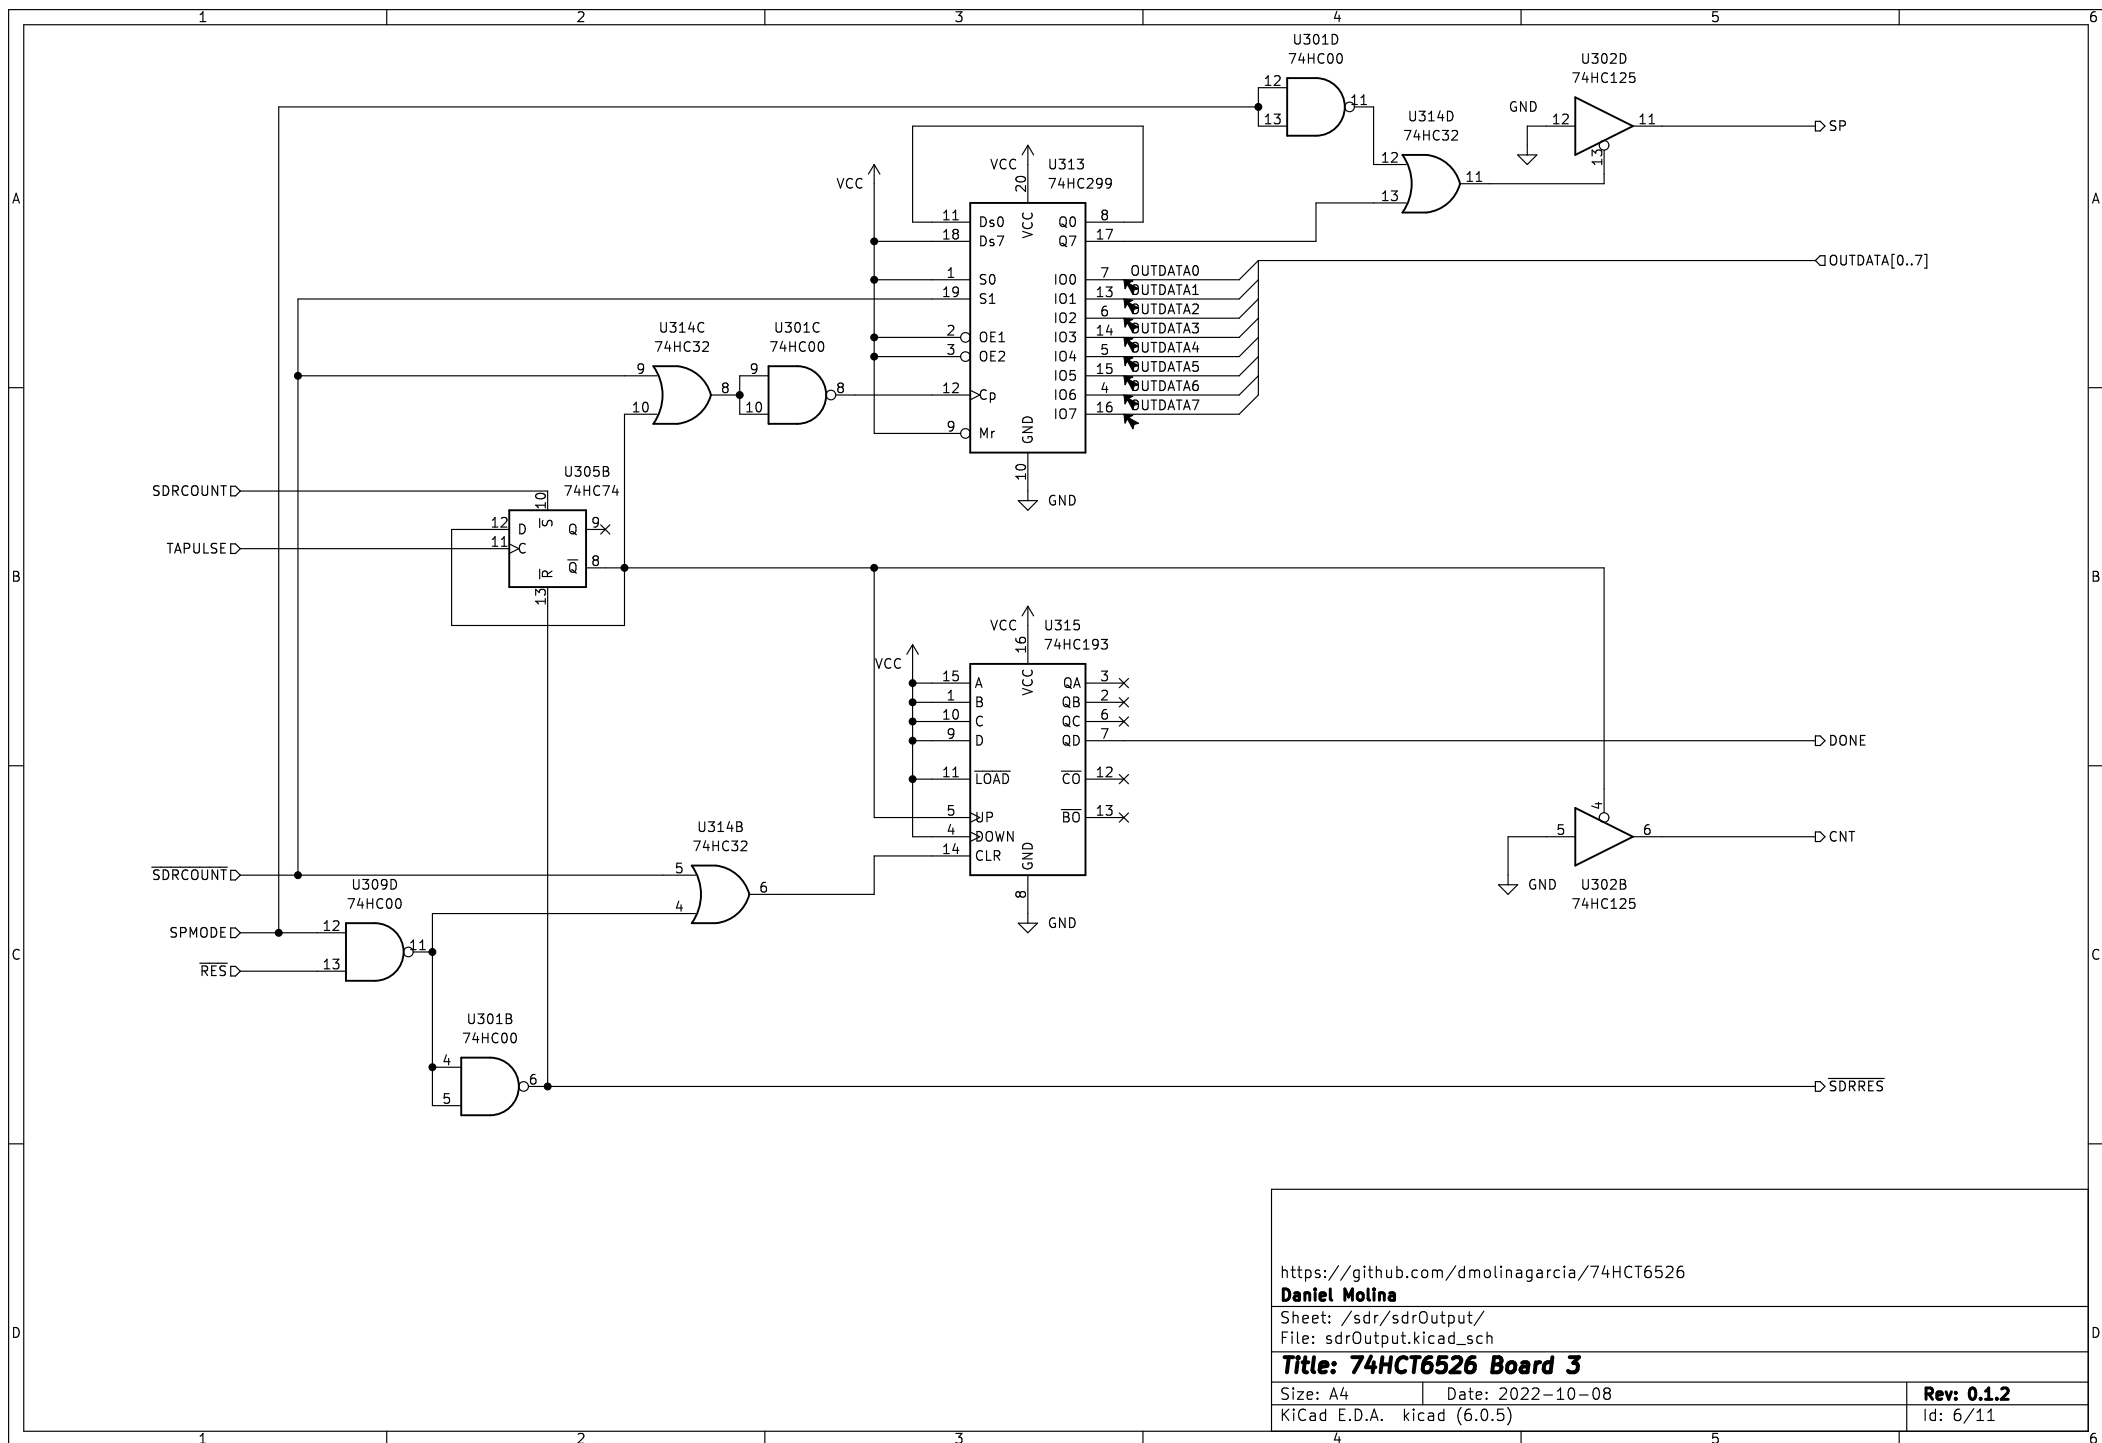 1 2 3 4 5 6
A A
B B
C C
D D
U301D
74HC00
12
13
11
U302D
74HC125
GND
12
11
13
SP
U314D
74HC32
12
13
11
VCC
VCC
20
U313
74HC299
11 Ds0 VCC Q0 8
18 Ds7 Q7 17
1 S0 IO0 7 OUTDATA0
19 S1 IO1 13 OUTDATA1
IO2 6 OUTDATA2
2 OE1 IO3 14 OUTDATA3
3 OE2 IO4 5 OUTDATA4
IO5 15 OUTDATA5
12 Cp IO6 4 OUTDATA6
IO7 16 OUTDATA7
9 Mr GND
10
GND
OUTDATA[0..7]
U314C
74HC32
9
10
8
U301C
74HC00
9
10
8
SDRCOUNT
TAPULSE
U305B
74HC74
10
12 D S̅ Q 9
11 C
R̅ Q̅ 8
13
VCC
VCC
16
U315
74HC193
15 A VCC QA 3
1 B QB 2
10 C QC 6
9 D QD 7
11 L̅O̅A̅D̅ C̅O̅ 12
5 UP B̅O̅ 13
4 DOWN
14 CLR GND
8
GND
DONE
U314B
74HC32
5
4
6
4
5
6
CNT
GND
U302B
74HC125
S̅D̅R̅C̅O̅U̅N̅T̅
U309D
74HC00
SPMODE
12
R̅E̅S̅
13
11
U301B
74HC00
4
5
6
S̅D̅R̅R̅E̅S̅
https://github.com/dmolinagarcia/74HCT6526
Daniel Molina
Sheet: /sdr/sdrOutput/
File: sdrOutput.kicad_sch
Title: 74HCT6526 Board 3
Size: A4 Date: 2022-10-08 Rev: 0.1.2
KiCad E.D.A. kicad (6.0.5) Id: 6/11
1 2 3 4 5 6